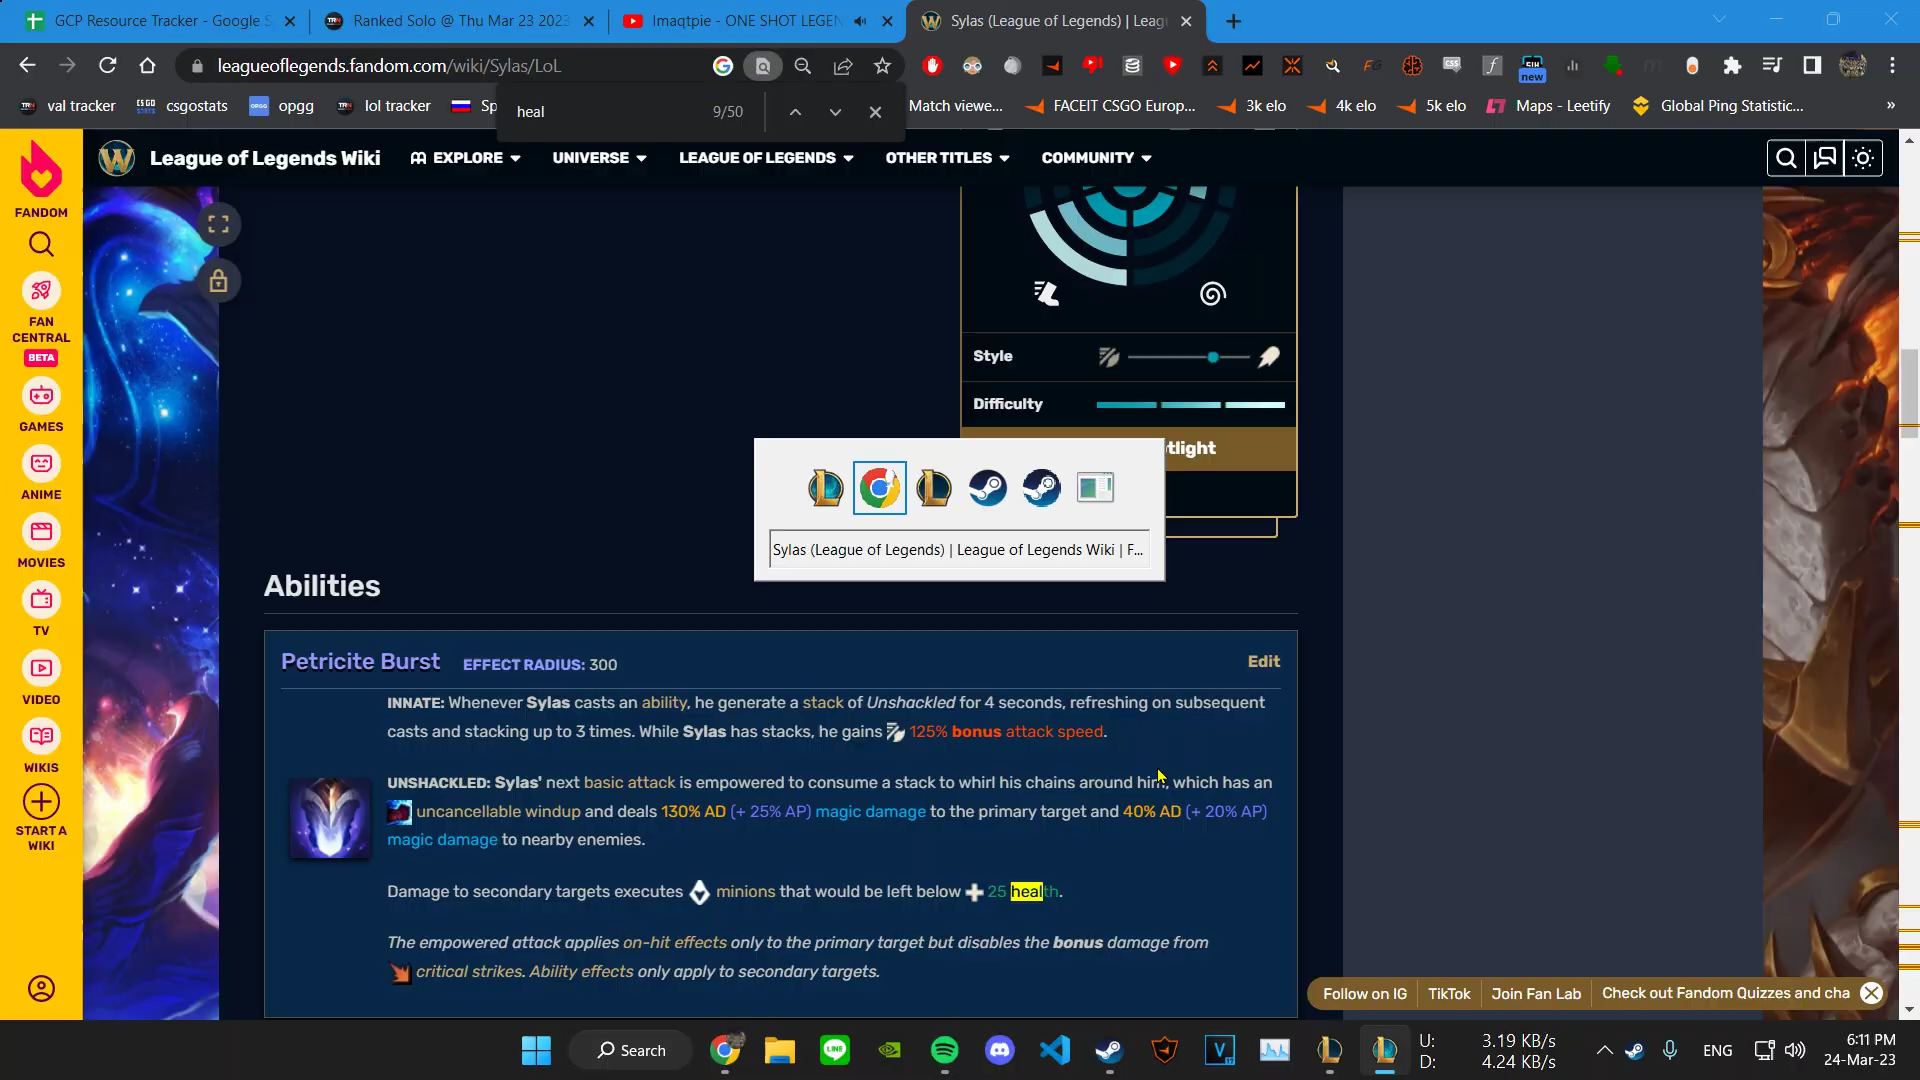 GCP Resource Tracker - Google S
Ranked Solo @ Thu Mar 23 2023
Imaqtpie - ONE SHOT LEGEN
Sylas (League of Legends) | Leag
leagueoflegends.fandom.com/wiki/Sylas/LoL
new
val tracker
csgostats
opgg
lol tracker
Sp
Match viewe...
FACEIT CSGO Europ...
3k elo
4k elo
5k elo
Maps - Leetify
Global Ping Statistic...
»
heal 9/50
League of Legends Wiki
EXPLORE
UNIVERSE
LEAGUE OF LEGENDS
OTHER TITLES
COMMUNITY
FANDOM
FAN
CENTRAL
BETA
GAMES
ANIME
MOVIES
TV
VIDEO
WIKIS
START A
WIKI
Style
Difficulty
tlight
Sylas (League of Legends) | League of Legends Wiki | F...
Abilities
Petricite Burst EFFECT RADIUS: 300 Edit
INNATE: Whenever Sylas casts an ability, he generate a stack of Unshackled for 4 seconds, refreshing on subsequent
casts and stacking up to 3 times. While Sylas has stacks, he gains 125% bonus attack speed.
UNSHACKLED: Sylas' next basic attack is empowered to consume a stack to whirl his chains around him, which has an
uncancellable windup and deals 130% AD (+ 25% AP) magic damage to the primary target and 40% AD (+ 20% AP)
magic damage to nearby enemies.
Damage to secondary targets executes minions that would be left below 25 health.
The empowered attack applies on-hit effects only to the primary target but disables the bonus damage from
critical strikes. Ability effects only apply to secondary targets.
Follow on IG
TikTok
Join Fan Lab
Check out Fandom Quizzes and cha
Search
U: 3.19 KB/s
D: 4.24 KB/s
ENG
6:11 PM
24-Mar-23